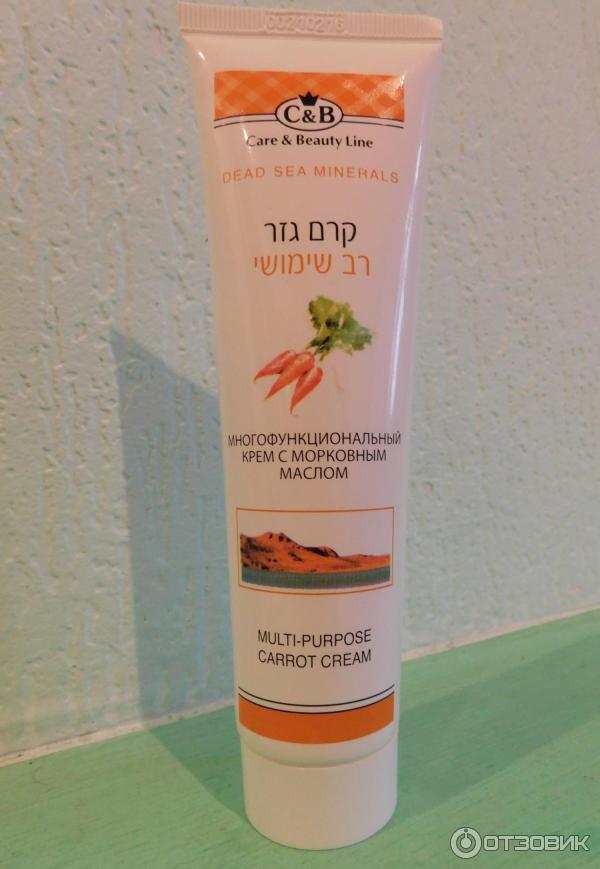 00210216
C&B
Care & Beauty Line
DEAD SEA MINERALS
קרם גזר
רב שימושי
МНОГОФУНКЦИОНАЛЬНЫЙ
КРЕМ С МОРКОВНЫМ
МАСЛОМ
MULTI-PURPOSE
CARROT CREAM
ОТЗОВИК